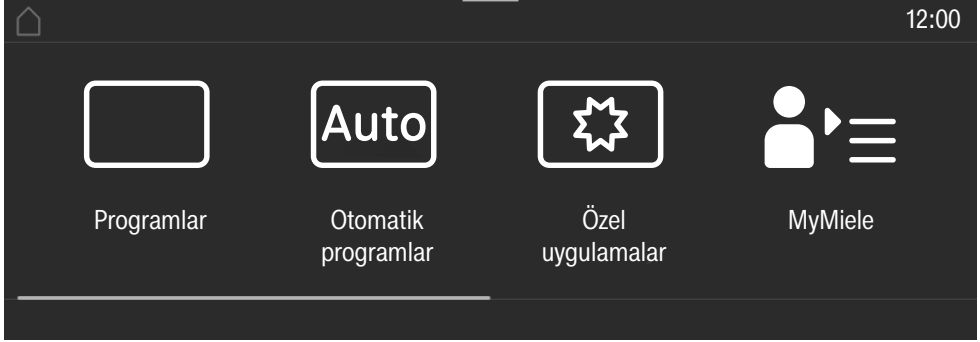 12:00
Auto
Programlar
Otomatik
programlar
Özel
uygulamalar
MyMiele